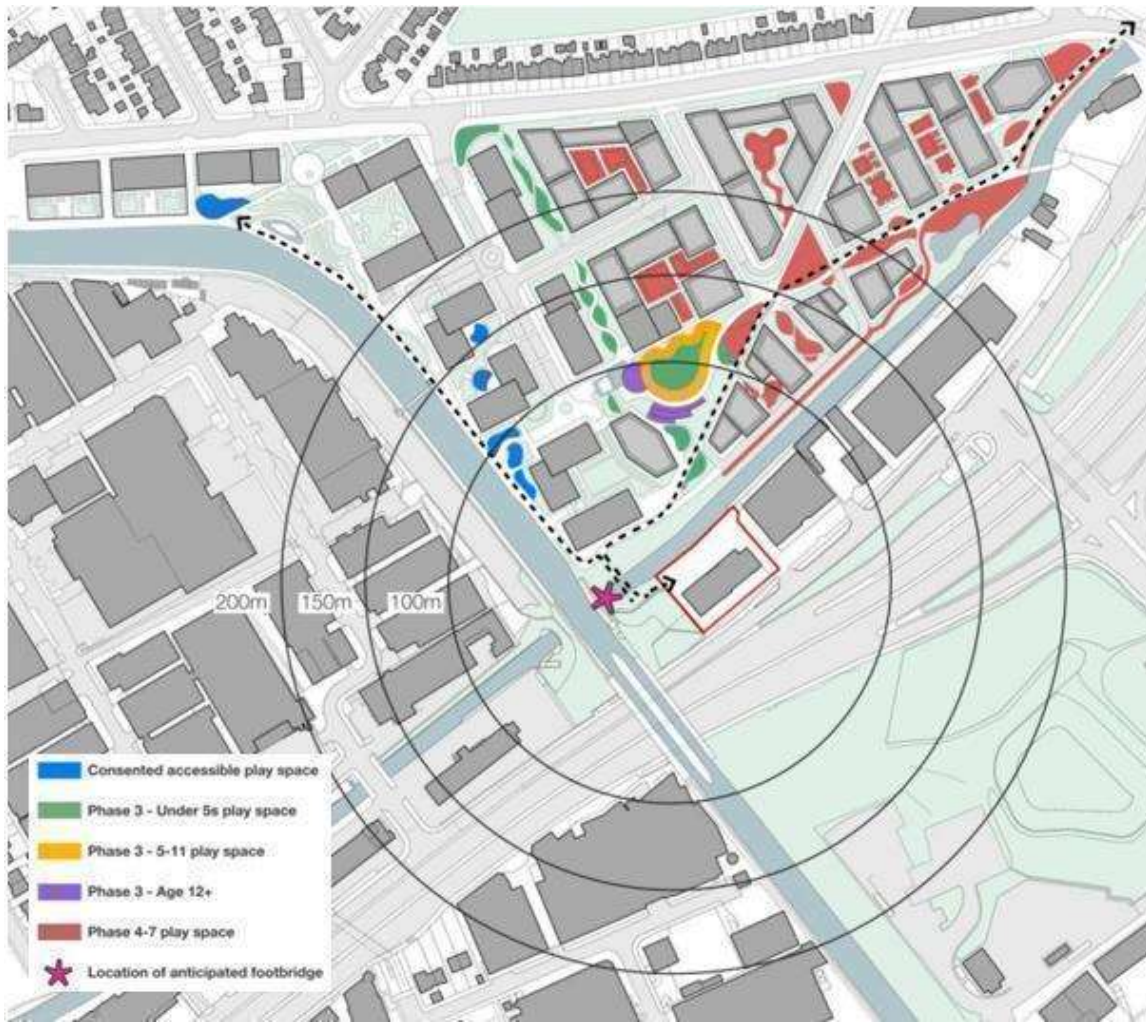 200m
150m
100m
Consented accessible play space
Phase 3 - Under 5s play space
Phase 3 - 5-11 play space
Phase 3 - Age 12+
Phase 4-7 play space
Location of anticipated footbridge